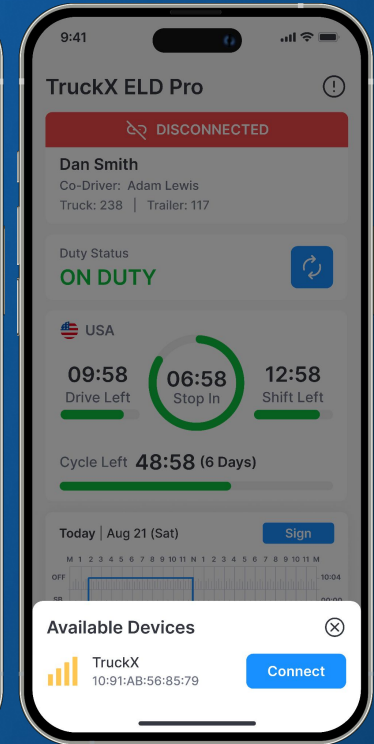 9:41
TruckX ELD Pro
DISCONNECTED
Dan Smith
Co-Driver: Adam Lewis
Truck: 238 | Trailer: 117
Duty Status
ON DUTY
USA
09:58
Drive Left
06:58
Stop In
12:58
Shift Left
Cycle Left 48:58 (6 Days)
Today | Aug 21 (Sat)
Sign
M 1 2 3 4 5 6 7 8 9 10 11 N 1 2 3 4 5 6 7 8 9 10 11 M
OFF 10:04
SB 00:00
Available Devices
TruckX
10:91:AB:56:85:79
Connect